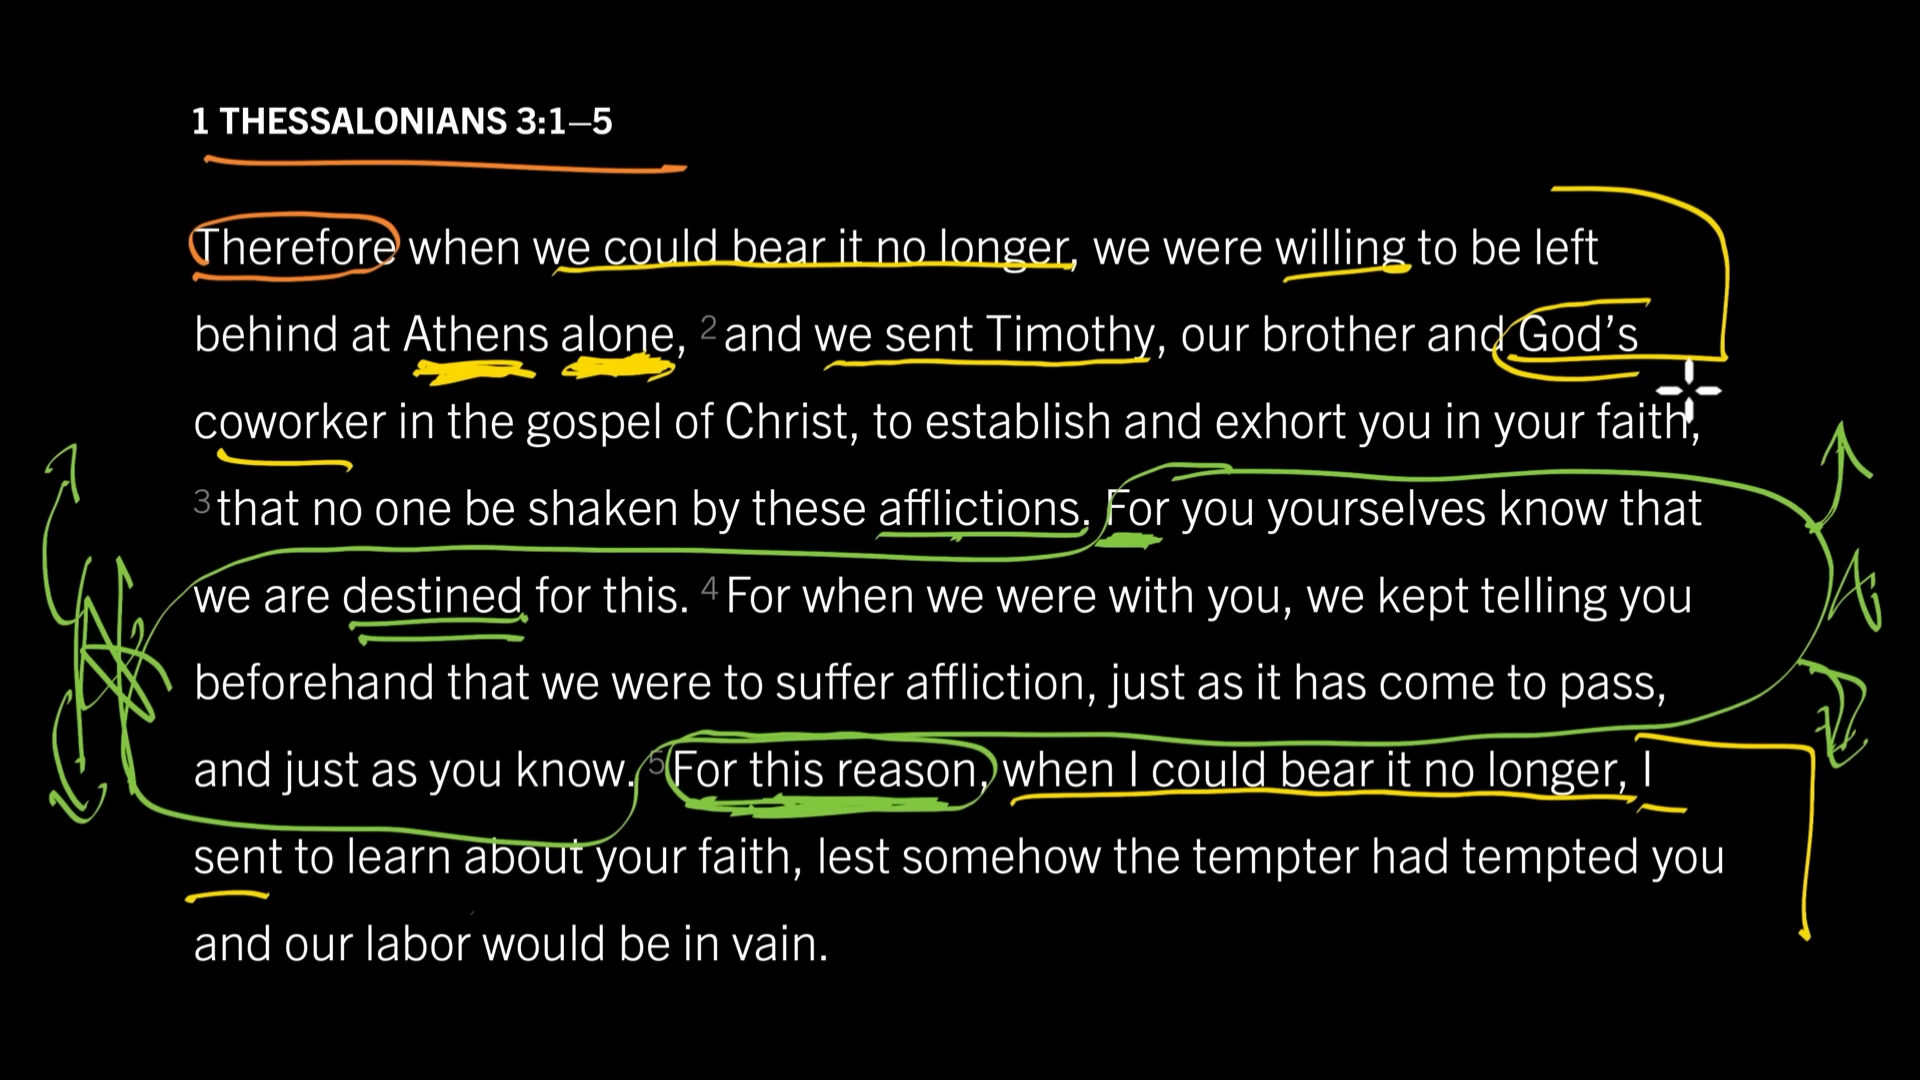 1 THESSALONIANS 3:1–5
Therefore when we could bear it no longer, we were willing to be left
behind at Athens alone, 2 and we sent Timothy, our brother and God’s
coworker in the gospel of Christ, to establish and exhort you in your faith,
3 that no one be shaken by these afflictions. For you yourselves know that
we are destined for this. 4 For when we were with you, we kept telling you
beforehand that we were to suffer affliction, just as it has come to pass,
and just as you know. 5 For this reason, when I could bear it no longer, I
sent to learn about your faith, lest somehow the tempter had tempted you
and our labor would be in vain.